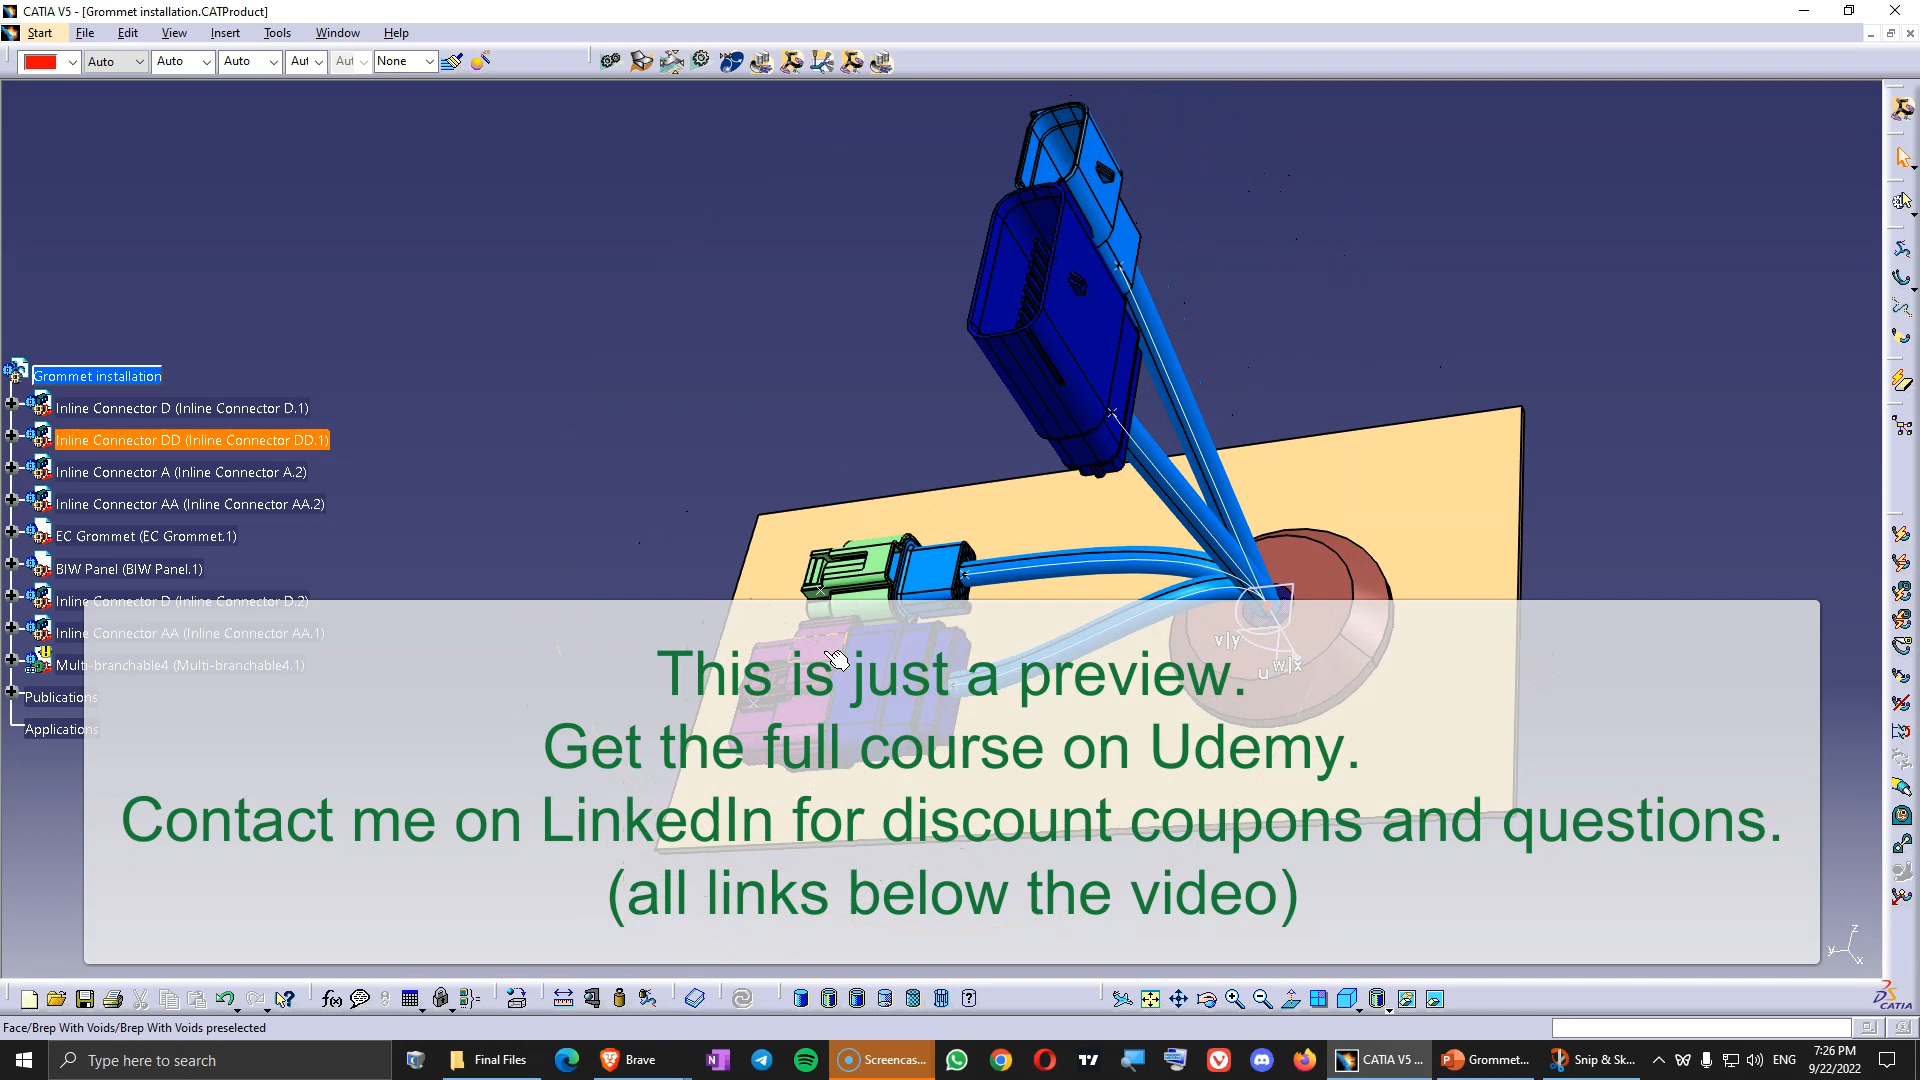 CATIA V5 - [Grommet installation.CATProduct]
Start File Edit View Insert Tools Window Help
Auto Auto Auto Aut Aut None
Grommet installation
Inline Connector D (Inline Connector D.1)
Inline Connector DD (Inline Connector DD.1)
Inline Connector A (Inline Connector A.2)
Inline Connector AA (Inline Connector AA.2)
EC Grommet (EC Grommet.1)
BIW Panel (BIW Panel.1)
Inline Connector D (Inline Connector D.2)
Inline Connector AA (Inline Connector AA.1)
Multi-branchable4 (Multi-branchable4.1)
Publications
Applications
v|y
w|x
u
This is just a preview.
Get the full course on Udemy.
Contact me on LinkedIn for discount coupons and questions.
(all links below the video)
z
y
x
f(x)
CATIA
Face/Brep With Voids/Brep With Voids preselected
Type here to search
Final Files
Brave
Screencas...
CATIA V5 ...
Grommet...
Snip & Sk...
ENG
7:26 PM
9/22/2022